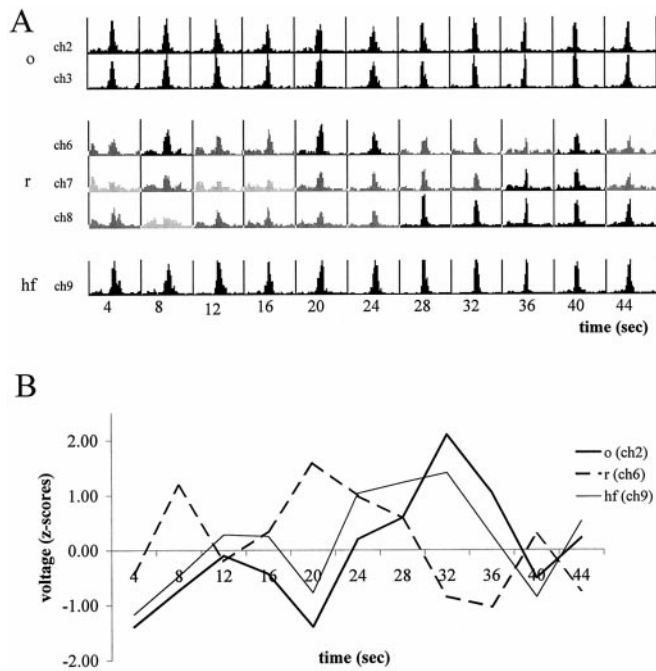 A
o
ch2
ch3
r
ch6
ch7
ch8
hf
ch9
4 8 12 16 20 24 28 32 36 40 44
time (sec)
B
voltage (z-scores)
2.00
1.00
0.00
-1.00
-2.00
4 8 12 16 20 24 28 32 36 40 44
time (sec)
o (ch2)
r (ch6)
hf (ch9)